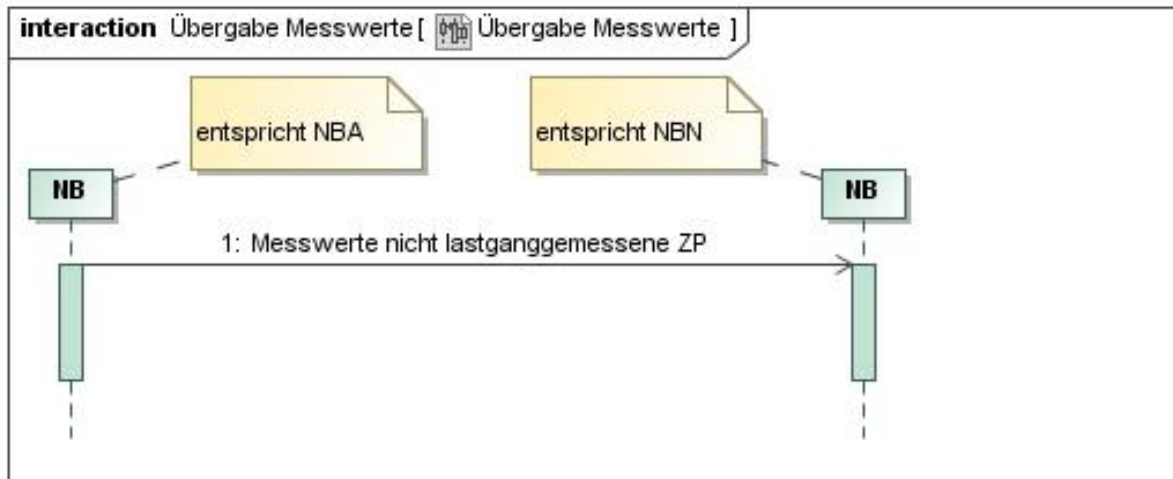 interaction Übergabe Messwerte [ Übergabe Messwerte ]
entspricht NBA
entspricht NBN
NB
NB
1: Messwerte nicht lastganggemessene ZP